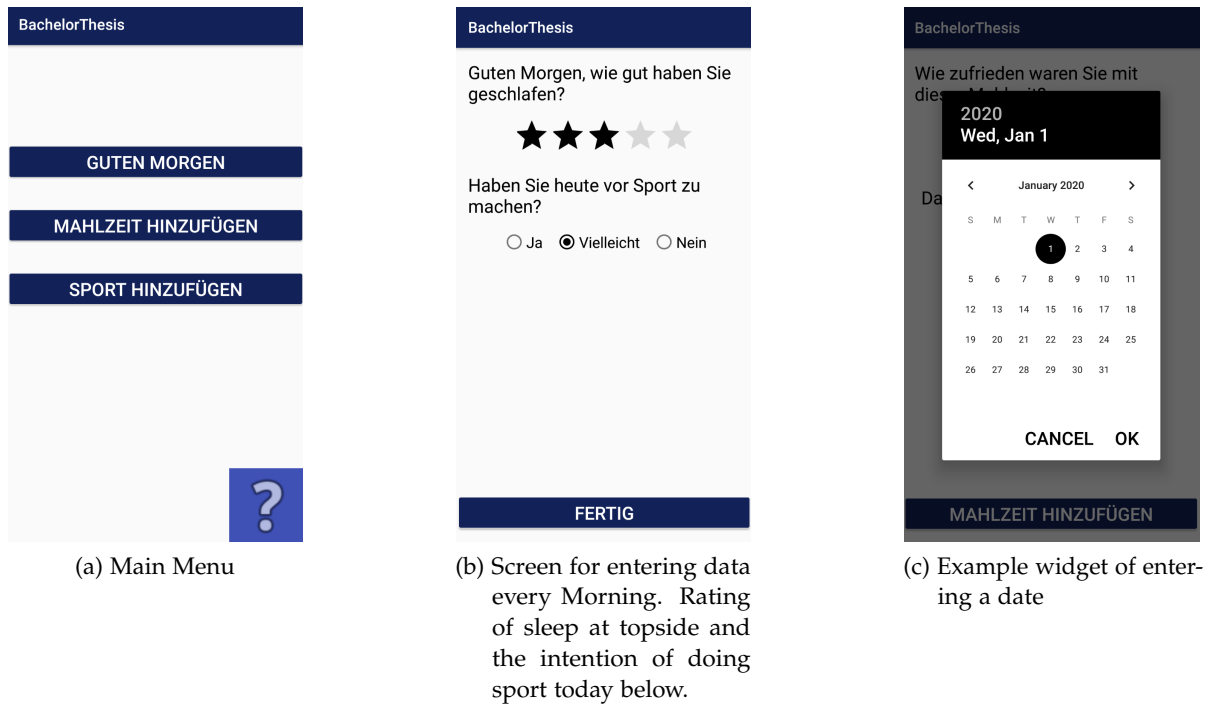 BachelorThesis
GUTEN MORGEN
MAHLZEIT HINZUFÜGEN
SPORT HINZUFÜGEN
?
(a) Main Menu
BachelorThesis
Guten Morgen, wie gut haben Sie
geschlafen?
Haben Sie heute vor Sport zu
machen?
Ja Vielleicht Nein
FERTIG
(b) Screen for entering data
every Morning. Rating
of sleep at topside and
the intention of doing
sport today below.
BachelorThesis
Wie zufrieden waren Sie mit
2020
Wed, Jan 1
Da
< January 2020 >
S M T W T F S
1 2 3 4
5 6 7 8 9 10 11
12 13 14 15 16 17 18
19 20 21 22 23 24 25
26 27 28 29 30 31
CANCEL OK
MAHLZEIT HINZUFÜGEN
(c) Example widget of enter-
ing a date